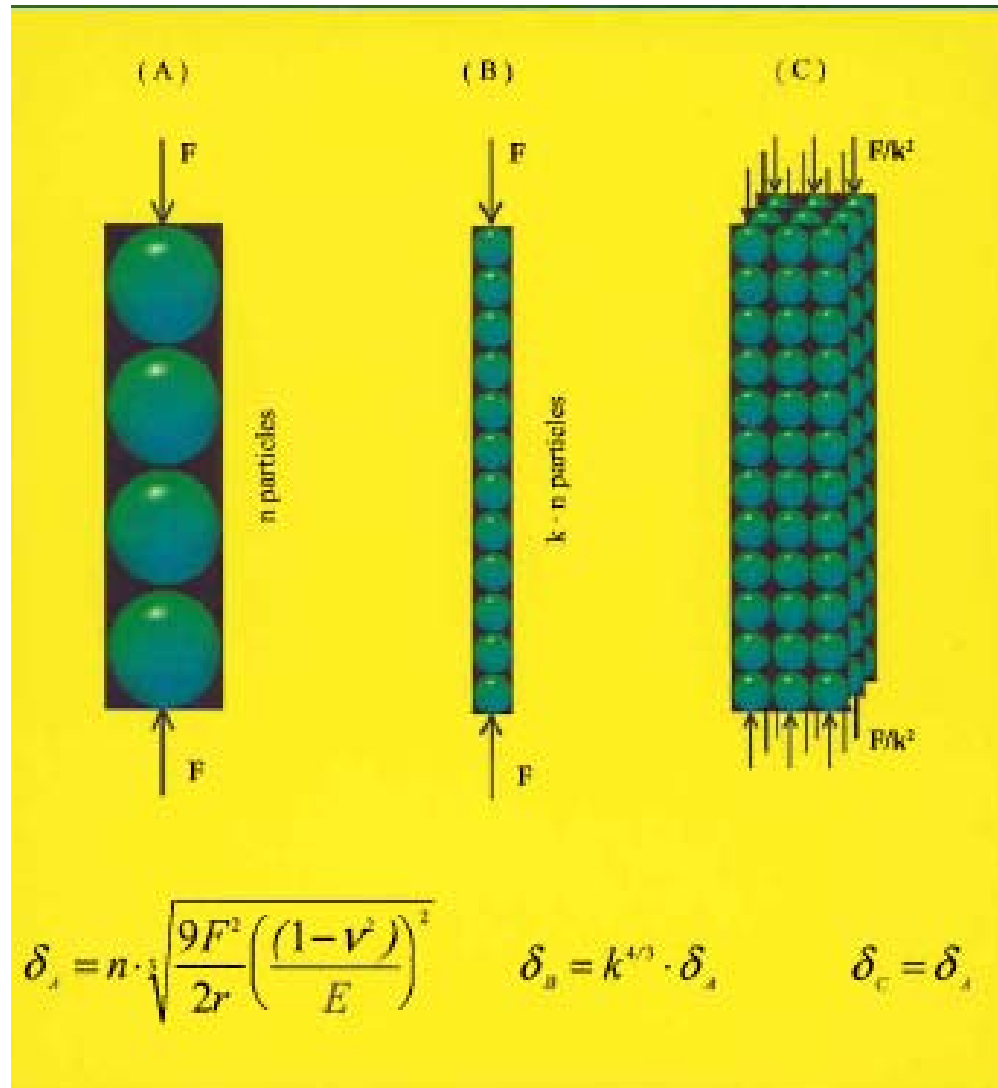 ( A )
( B )
( C )
F
F
F/k²
n particles
k · n particles
F
F
F/k²
δ_A = n · ∛(9F²/2r ((1-ν²)/E)²)
δ_B = k^4/3 · δ_A
δ_C = δ_A